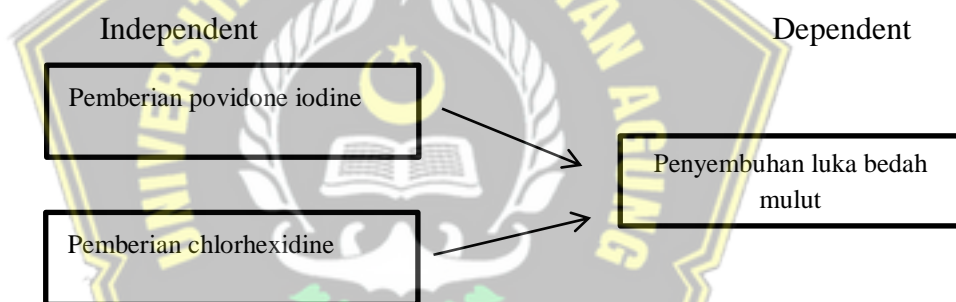 Independent
Dependent
Pemberian povidone iodine
Penyembuhan luka bedah
mulut
Pemberian chlorhexidine